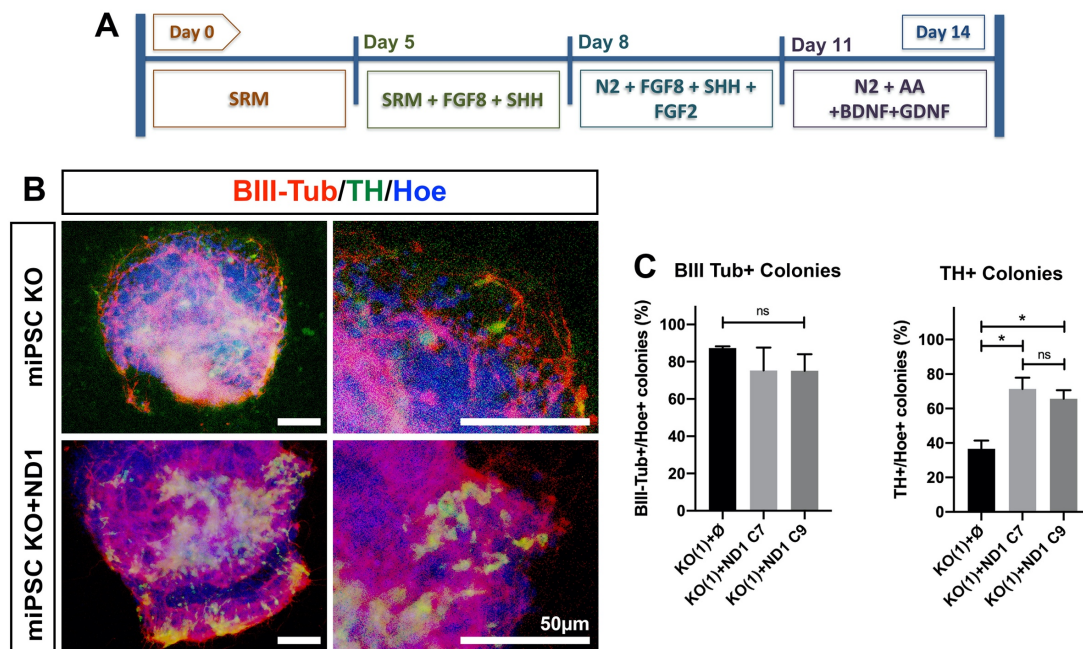 A
Day 0
Day 5
Day 8
Day 11
Day 14
SRM
SRM + FGF8 + SHH
N2 + FGF8 + SHH +
FGF2
N2 + AA
+BDNF+GDNF
B
BIII-Tub/TH/Hoe
miPSC KO
miPSC KO+ND1
50µm
C
BIII Tub+ Colonies
BIII-Tub+/Hoe+ colonies (%)
100
80
60
40
20
0
ns
KO(1)+Ø
KO(1)+ND1 C7
KO(1)+ND1 C9
TH+ Colonies
TH+/Hoe+ colonies (%)
100
80
60
40
20
0
*
*
ns
KO(1)+Ø
KO(1)+ND1 C7
KO(1)+ND1 C9